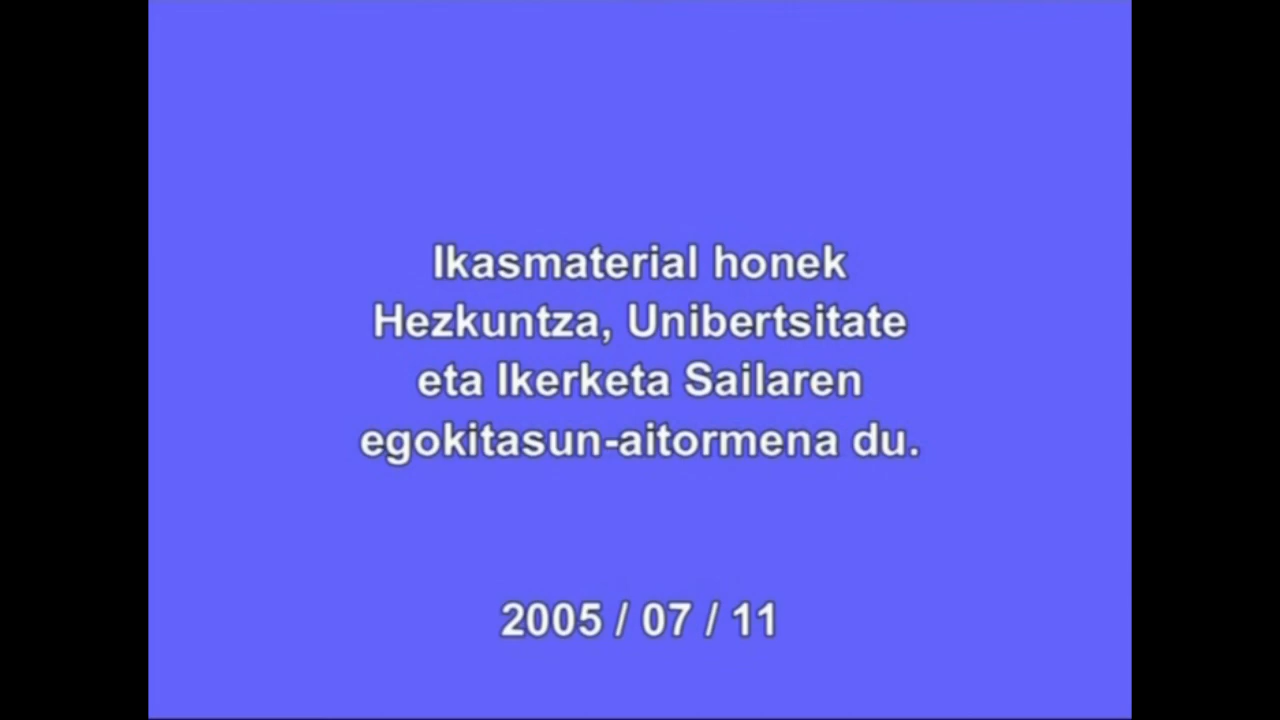 Ikasmaterial honek
Hezkuntza, Unibertsitate
eta Ikerketa Sailaren
egokitasun-aitormena du.
2005 / 07 / 11